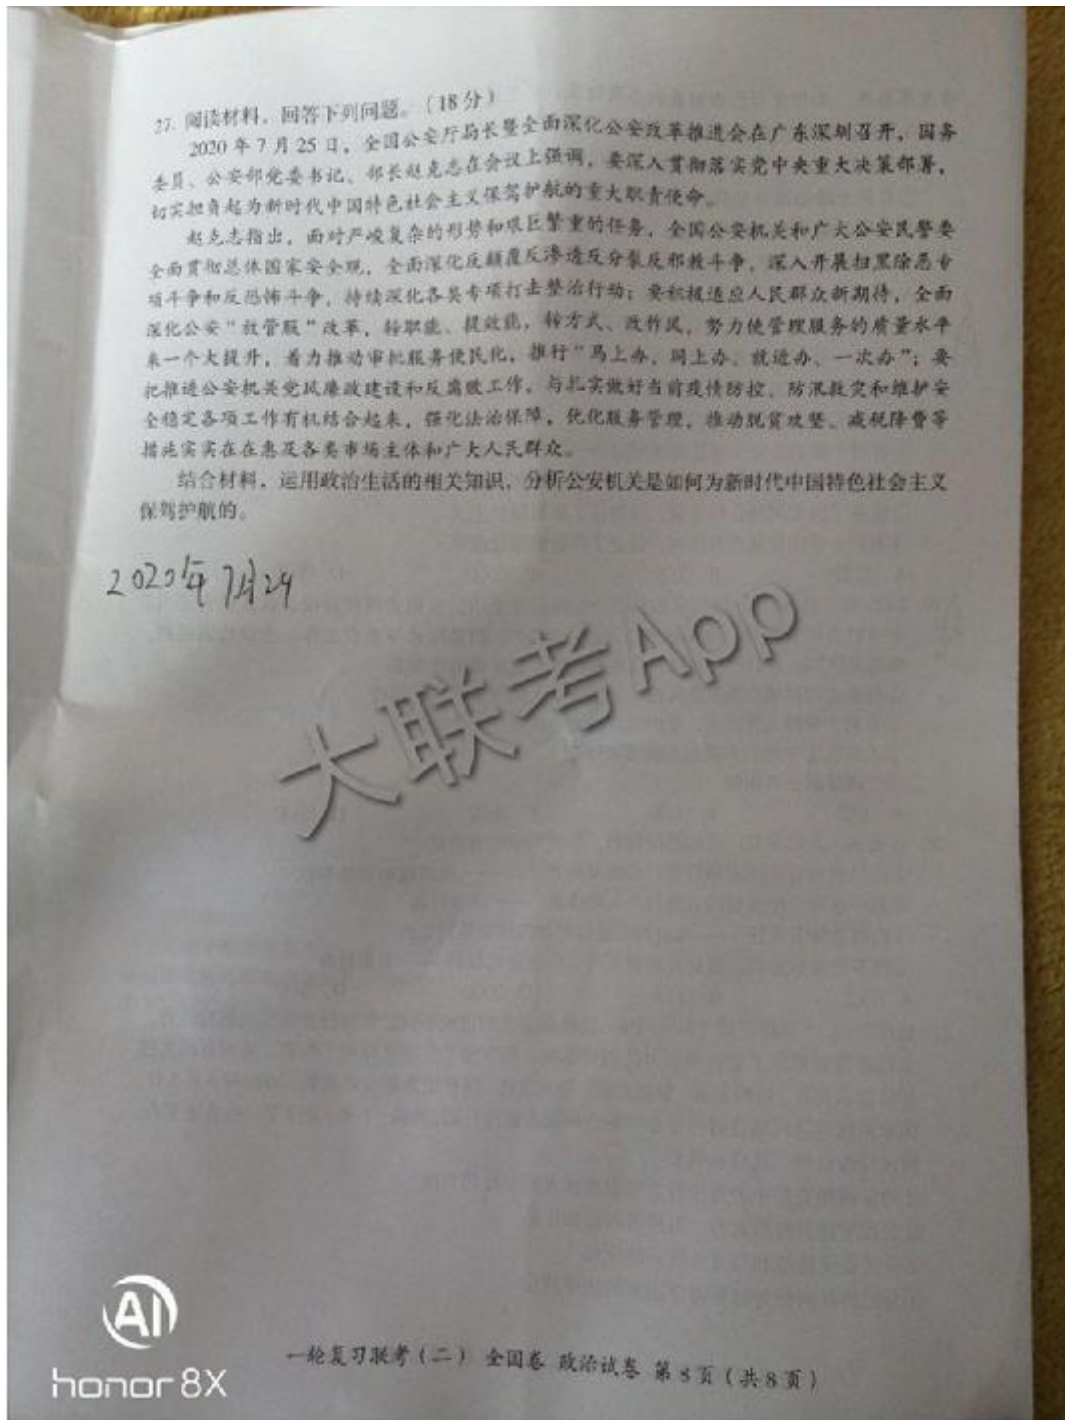 27. 阅读材料，回答下列问题。（18分）
2020年7月25日，全国公安厅局长暨全面深化公安改革推进会在广东深圳召开，国务
委员、公安部党委书记、部长赵克志在会议上强调，要深入贯彻落实党中央重大决策部署，
切实担负起为新时代中国特色社会主义保驾护航的重大职责使命。
赵克志指出，面对严峻复杂的形势和艰巨繁重的任务，全国公安机关和广大公安民警要
全面贯彻总体国家安全观，全面深化反颠覆反渗透反分裂反邪教斗争，深入开展扫黑除恶专
项斗争和反恐怖斗争，持续深化各类专项打击整治行动；要积极适应人民群众新期待，全面
深化公安“放管服”改革，转职能、提效能，转方式、改作风，努力使管理服务的质量水平
来一个大提升，着力推动审批服务便民化，推行“马上办、网上办、就近办、一次办”；要
把推进公安机关党风廉政建设和反腐败工作，与扎实做好当前疫情防控、防汛救灾和维护安
全稳定各项工作有机结合起来，强化法治保障，优化服务管理，推动脱贫攻坚、减税降费等
措施实实在在惠及各类市场主体和广大人民群众。
结合材料，运用政治生活的相关知识，分析公安机关是如何为新时代中国特色社会主义
保驾护航的。
2020年7月29
大联考App
AI
honor 8X
一轮复习联考（二） 全国卷 政治试卷 第8页（共8页）